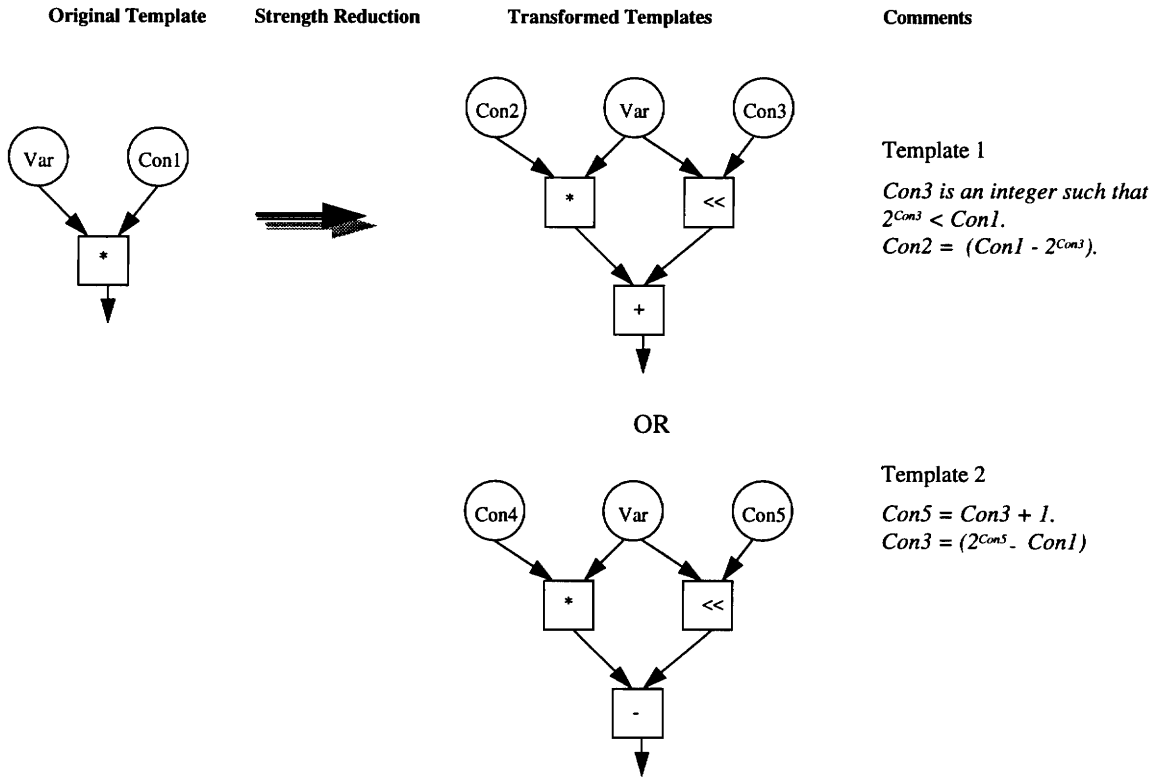 Original Template
Strength Reduction
Transformed Templates
Comments
Var
Con1
*
Con2
Var
Con3
*
<<
+
Template 1
Con3 is an integer such that
2^Con3 < Con1.
Con2 = (Con1 - 2^Con3).
OR
Con4
Var
Con5
*
<<
-
Template 2
Con5 = Con3 + 1.
Con3 = (2^Con5 - Con1)